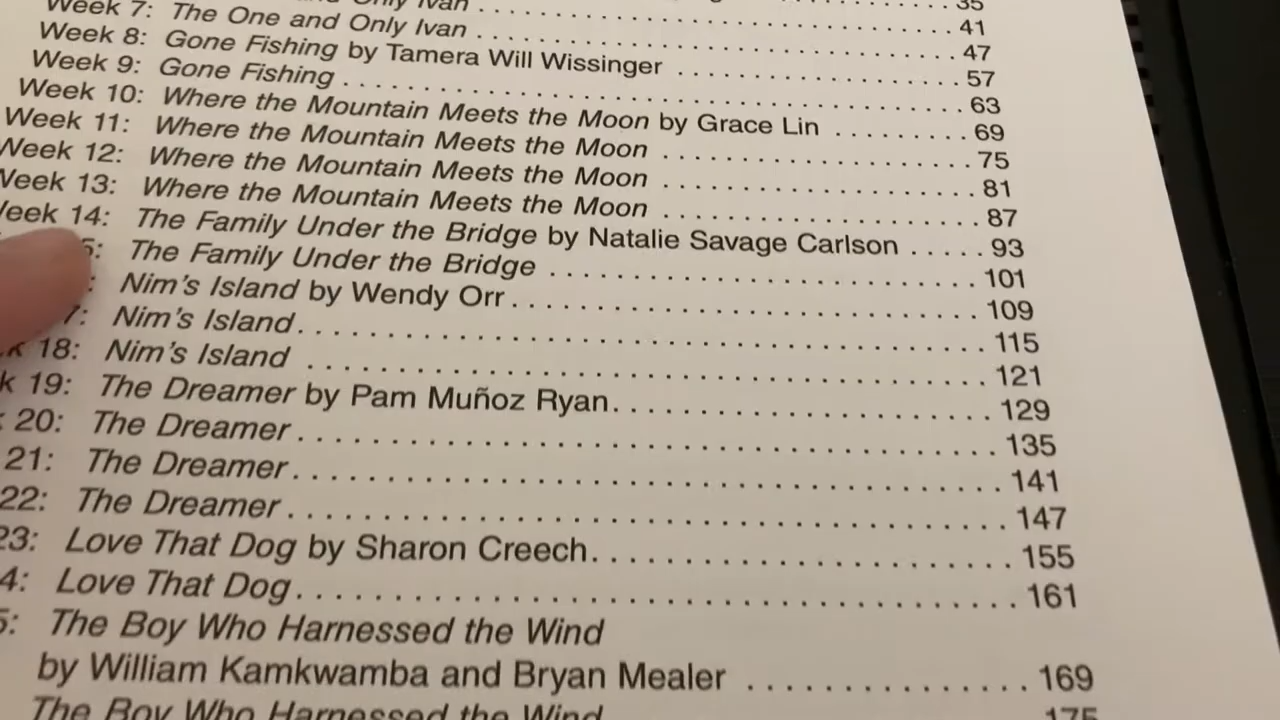 35
Only Ivan . . . . . . . . . . . . . . . . . . . . . . . . . . . . . 41
Week 7: The One and Only Ivan . . . . . . . . . . . . . . . . . . . . . . . . . . . . . 47
Week 8: Gone Fishing by Tamera Will Wissinger . . . . . . . . . . . . . . . . . 57
Week 9: Gone Fishing . . . . . . . . . . . . . . . . . . . . . . . . . . . . . . . . . . . . . 63
Week 10: Where the Mountain Meets the Moon by Grace Lin . . . . . . . . . 69
Week 11: Where the Mountain Meets the Moon . . . . . . . . . . . . . . . . . . . 75
Week 12: Where the Mountain Meets the Moon . . . . . . . . . . . . . . . . . . . 81
Week 13: Where the Mountain Meets the Moon . . . . . . . . . . . . . . . . . . . 87
Week 14: The Family Under the Bridge by Natalie Savage Carlson . . . . . 93
5: The Family Under the Bridge . . . . . . . . . . . . . . . . . . . . . . . . . . 101
: Nim's Island by Wendy Orr . . . . . . . . . . . . . . . . . . . . . . . . . . . . 109
7: Nim's Island . . . . . . . . . . . . . . . . . . . . . . . . . . . . . . . . . . . . . . . 115
k 18: Nim's Island . . . . . . . . . . . . . . . . . . . . . . . . . . . . . . . . . . . . . . 121
k 19: The Dreamer by Pam Muñoz Ryan . . . . . . . . . . . . . . . . . . . . . . 129
20: The Dreamer . . . . . . . . . . . . . . . . . . . . . . . . . . . . . . . . . . . . . . . 135
21: The Dreamer . . . . . . . . . . . . . . . . . . . . . . . . . . . . . . . . . . . . . . . 141
22: The Dreamer . . . . . . . . . . . . . . . . . . . . . . . . . . . . . . . . . . . . . . . 147
23: Love That Dog by Sharon Creech . . . . . . . . . . . . . . . . . . . . . . . 155
4: Love That Dog . . . . . . . . . . . . . . . . . . . . . . . . . . . . . . . . . . . . . . 161
5: The Boy Who Harnessed the Wind
by William Kamkwamba and Bryan Mealer . . . . . . . . . . . . . . . 169
The Boy Who Harnessed the Wind 175